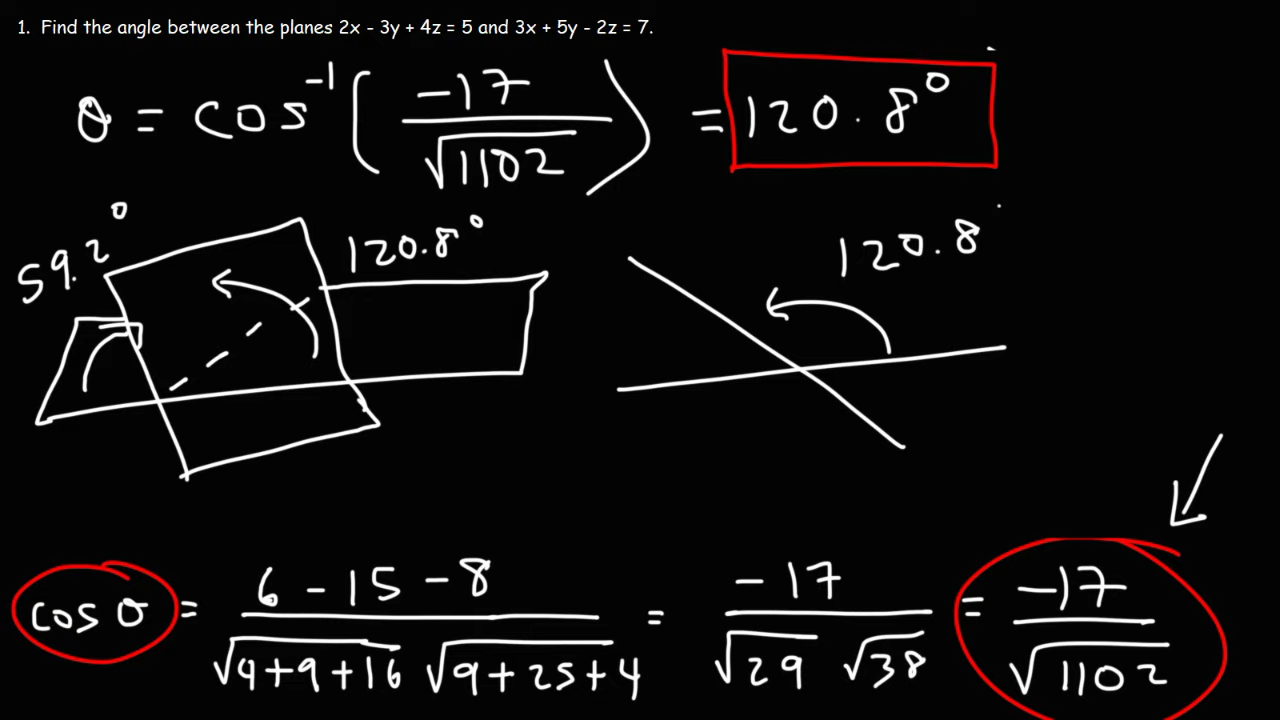 1. Find the angle between the planes 2x - 3y + 4z = 5 and 3x + 5y - 2z = 7.
θ = cos⁻¹ ( -17 / √1102 ) = 120.8°
59.2°
120.8°
120.8°
cos θ = (6 - 15 - 8) / (√4+9+16 √9+25+4) = -17 / (√29 √38) = -17 / √1102